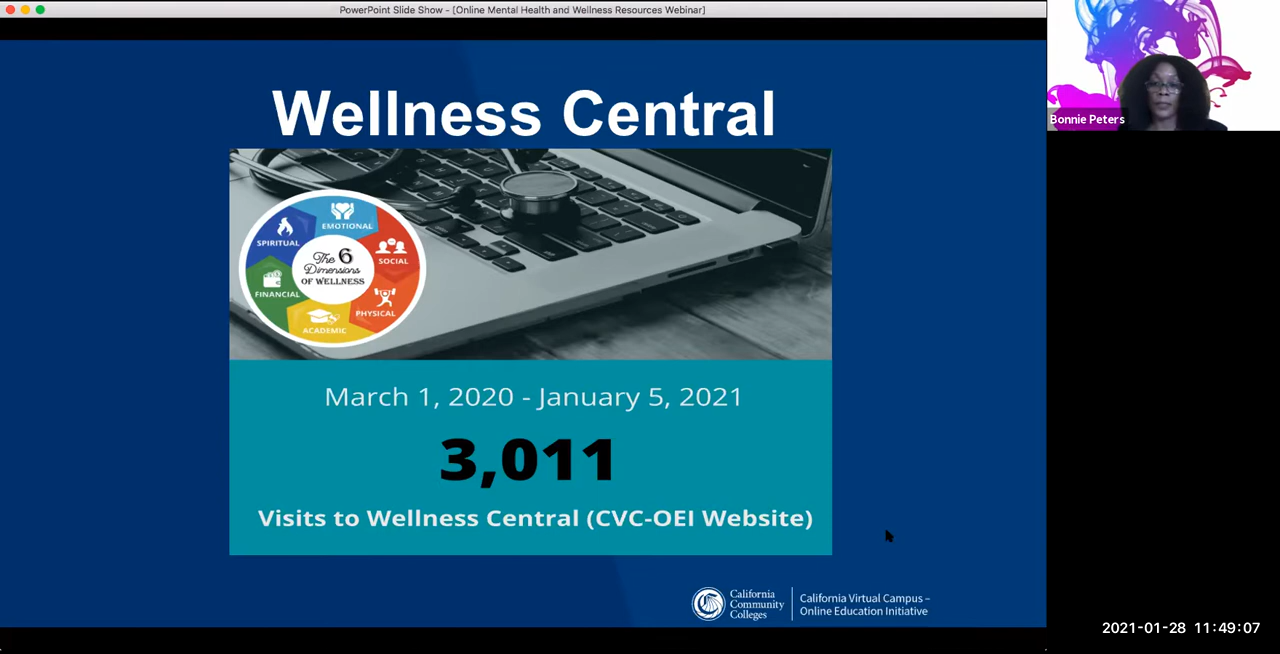 PowerPoint Slide Show - [Online Mental Health and Wellness Resources Webinar]
Wellness Central
EMOTIONAL
SPIRITUAL
SOCIAL
The 6
Dimensions
OF WELLNESS
FINANCIAL
PHYSICAL
ACADEMIC
March 1, 2020 - January 5, 2021
3,011
Visits to Wellness Central (CVC-OEI Website)
California
Community
Colleges
California Virtual Campus –
Online Education Initiative
Bonnie Peters
2021-01-28 11:49:07